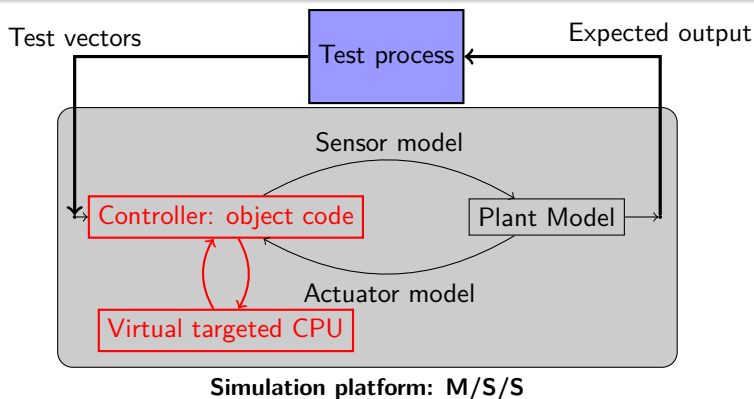 Test vectors
Test process
Expected output
Sensor model
Controller: object code
Plant Model
Actuator model
Virtual targeted CPU
Simulation platform: M/S/S